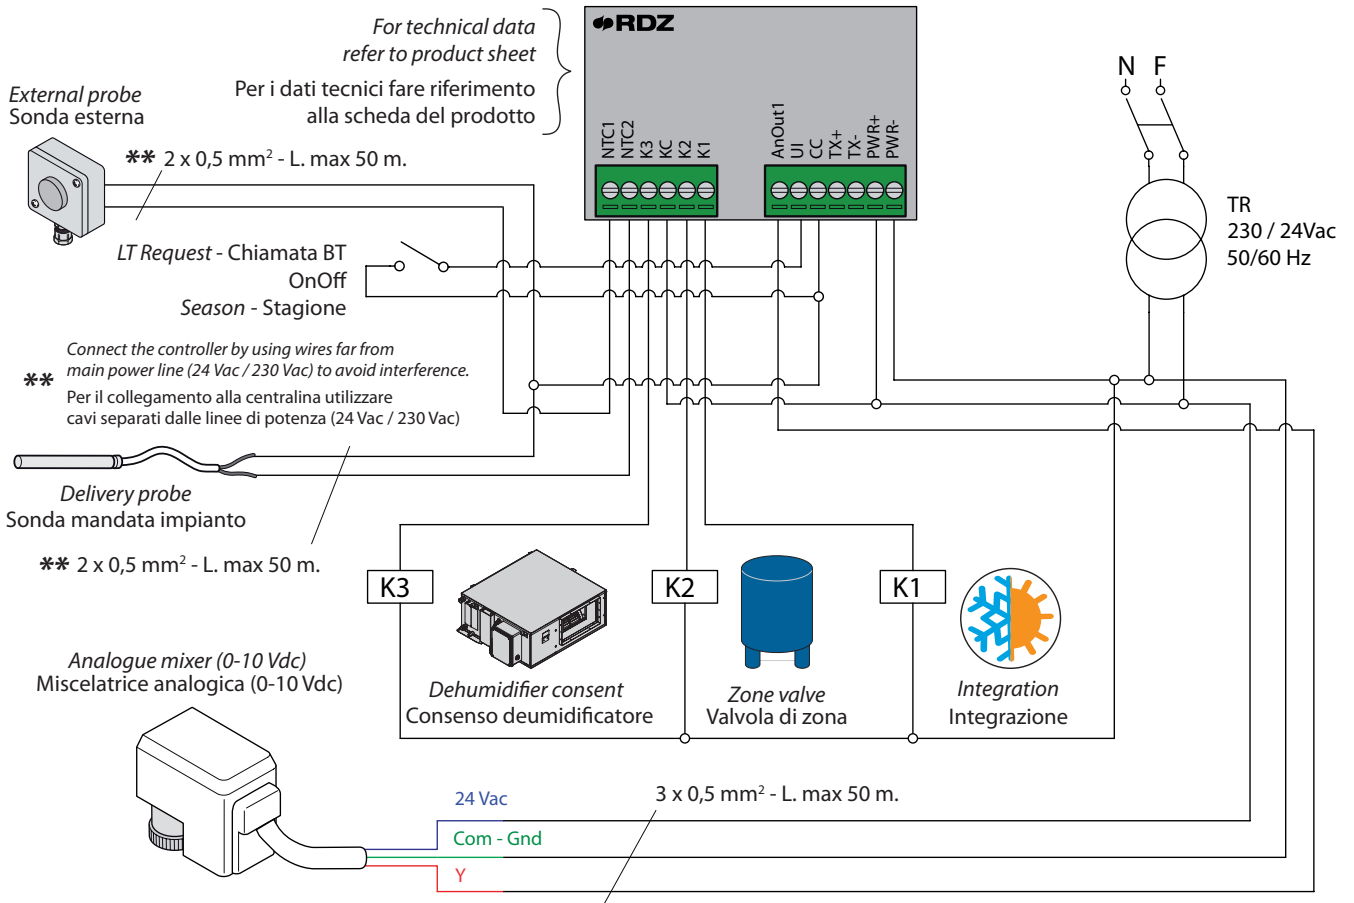 RDZ
For technical data
refer to product sheet
Per i dati tecnici fare riferimento
alla scheda del prodotto
NTC1
NTC2
K3
KC
K2
K1
AnOut1
UI
CC
TX+
TX-
PWR+
PWR-
N F
TR
230 / 24Vac
50/60 Hz
External probe
Sonda esterna
** 2 x 0,5 mm² - L. max 50 m.
LT Request - Chiamata BT
OnOff
Season - Stagione
Connect the controller by using wires far from
main power line (24 Vac / 230 Vac) to avoid interference.
**
Per il collegamento alla centralina utilizzare
cavi separati dalle linee di potenza (24 Vac / 230 Vac)
Delivery probe
Sonda mandata impianto
** 2 x 0,5 mm² - L. max 50 m.
K3
K2
K1
Dehumidifier consent
Consenso deumidificatore
Zone valve
Valvola di zona
Integration
Integrazione
Analogue mixer (0-10 Vdc)
Miscelatrice analogica (0-10 Vdc)
24 Vac
Com - Gnd
Y
3 x 0,5 mm² - L. max 50 m.